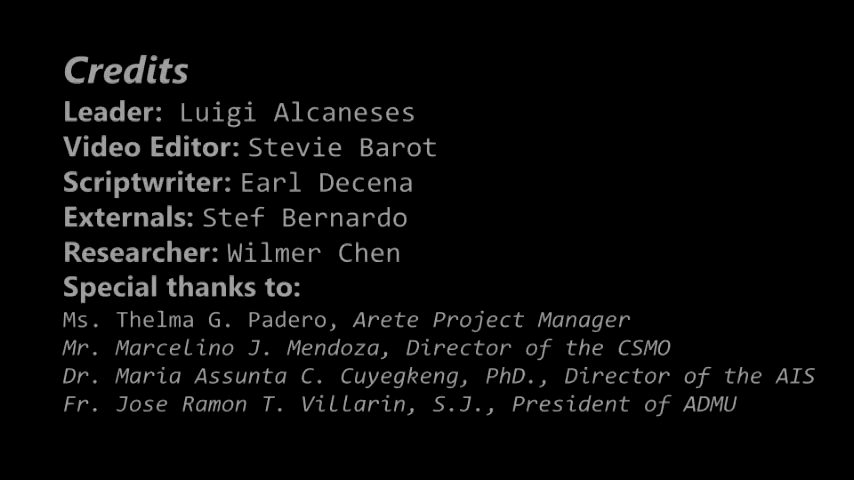 Credits
Leader: Luigi Alcaneses
Video Editor: Stevie Barot
Scriptwriter: Earl Decena
Externals: Stef Bernardo
Researcher: Wilmer Chen
Special thanks to:
Ms. Thelma G. Padero, Arete Project Manager
Mr. Marcelino J. Mendoza, Director of the CSMO
Dr. Maria Assunta C. Cuyegkeng, PhD., Director of the AIS
Fr. Jose Ramon T. Villarin, S.J., President of ADMU